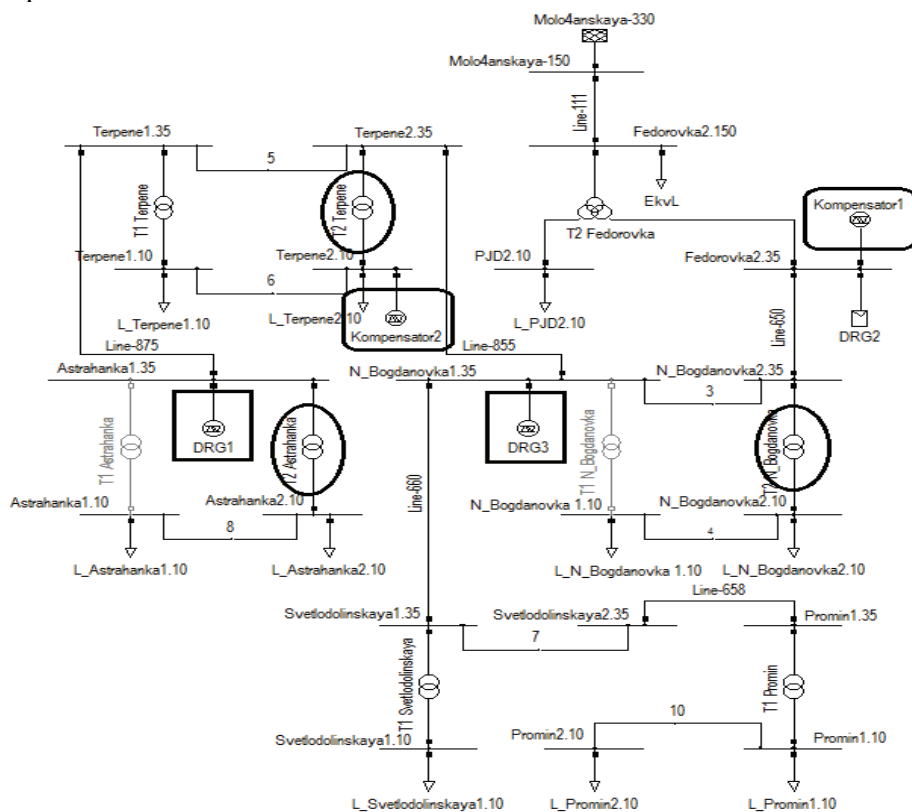 Molo4anskaya-330
Molo4anskaya-150
Line-111
Terpene1.35
Terpene2.35
Fedorovka2.150
5
T1 Terpene
T2 Terpene
EkvL
Kompensator1
T2 Fedorovka
Terpene1.10
Terpene2.10
PJD2.10
Fedorovka2.35
6
L_Terpene1.10
L_Terpene2.10
Kompensator2
L_PJD2.10
Line-650
DRG2
Line-875
Line-855
Astrahanka1.35
N_Bogdanovka1.35
N_Bogdanovka2.35
3
T1 Astrahanka
DRG1
T2 Astrahanka
DRG3
T1 N_Bogdanovka
T2 N_Bogdanovka
Line-660
Astrahanka1.10
Astrahanka2.10
N_Bogdanovka 1.10
N_Bogdanovka2.10
8
4
L_Astrahanka1.10
L_Astrahanka2.10
L_N_Bogdanovka 1.10
L_N_Bogdanovka2.10
Line-658
Svetlodolinskaya1.35
Svetlodolinskaya2.35
Promin1.35
7
T1 Svetlodolinskaya
T1 Promin
10
Svetlodolinskaya1.10
Promin2.10
Promin1.10
L_Svetlodolinskaya1.10
L_Promin2.10
L_Promin1.10